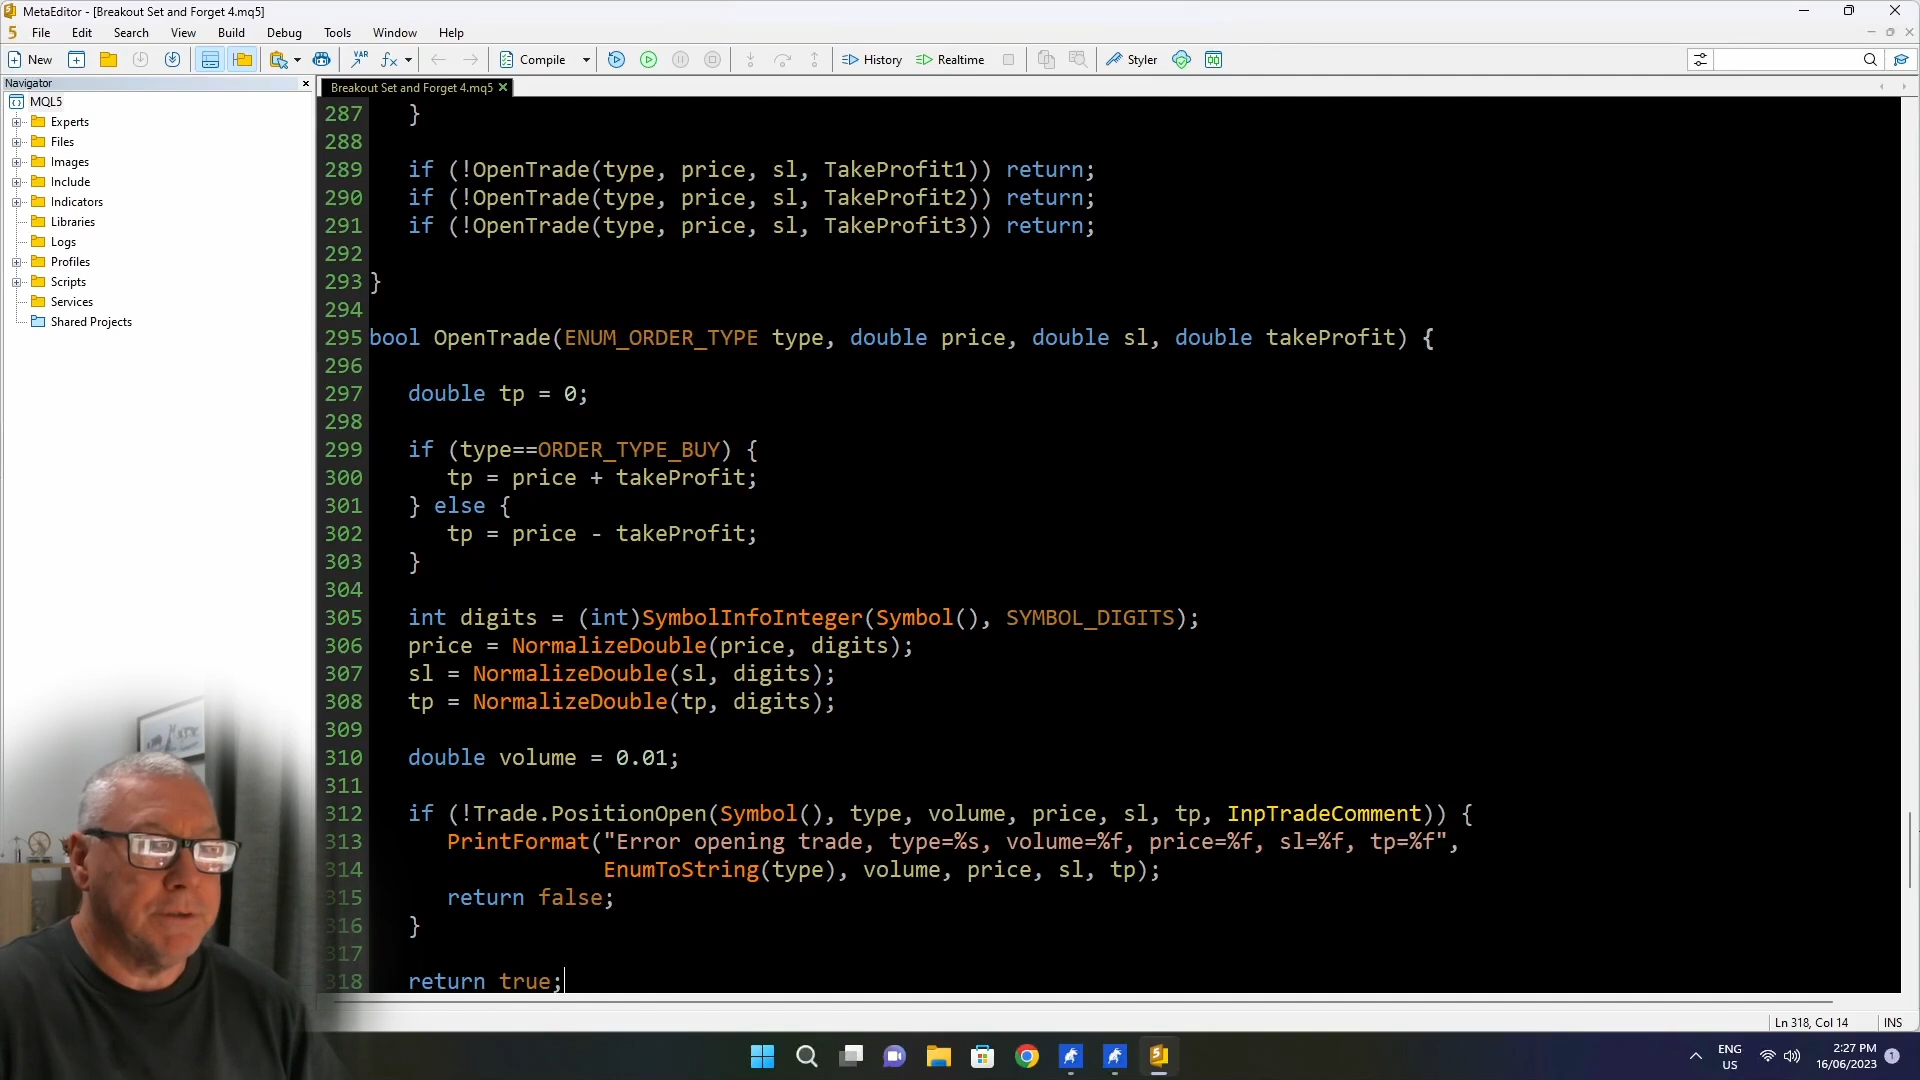 MetaEditor - [Breakout Set and Forget 4.mq5]
5 File Edit Search View Build Debug Tools Window Help
New VAR fx Compile History Realtime Styler
Navigator
Breakout Set and Forget 4.mq5
MQL5
Experts
Files
Images
Include
Indicators
Libraries
Logs
Profiles
Scripts
Services
Shared Projects
287 }
288
289 if (!OpenTrade(type, price, sl, TakeProfit1)) return;
290 if (!OpenTrade(type, price, sl, TakeProfit2)) return;
291 if (!OpenTrade(type, price, sl, TakeProfit3)) return;
292
293 }
294
295 bool OpenTrade(ENUM_ORDER_TYPE type, double price, double sl, double takeProfit) {
296
297 double tp = 0;
298
299 if (type==ORDER_TYPE_BUY) {
300 tp = price + takeProfit;
301 } else {
302 tp = price - takeProfit;
303 }
304
305 int digits = (int)SymbolInfoInteger(Symbol(), SYMBOL_DIGITS);
306 price = NormalizeDouble(price, digits);
307 sl = NormalizeDouble(sl, digits);
308 tp = NormalizeDouble(tp, digits);
309
310 double volume = 0.01;
311
312 if (!Trade.PositionOpen(Symbol(), type, volume, price, sl, tp, InpTradeComment)) {
313 PrintFormat("Error opening trade, type=%s, volume=%f, price=%f, sl=%f, tp=%f",
314 EnumToString(type), volume, price, sl, tp);
315 return false;
316 }
317
318 return true;
Ln 318, Col 14 INS
ENG
US
2:27 PM
16/06/2023
1
5